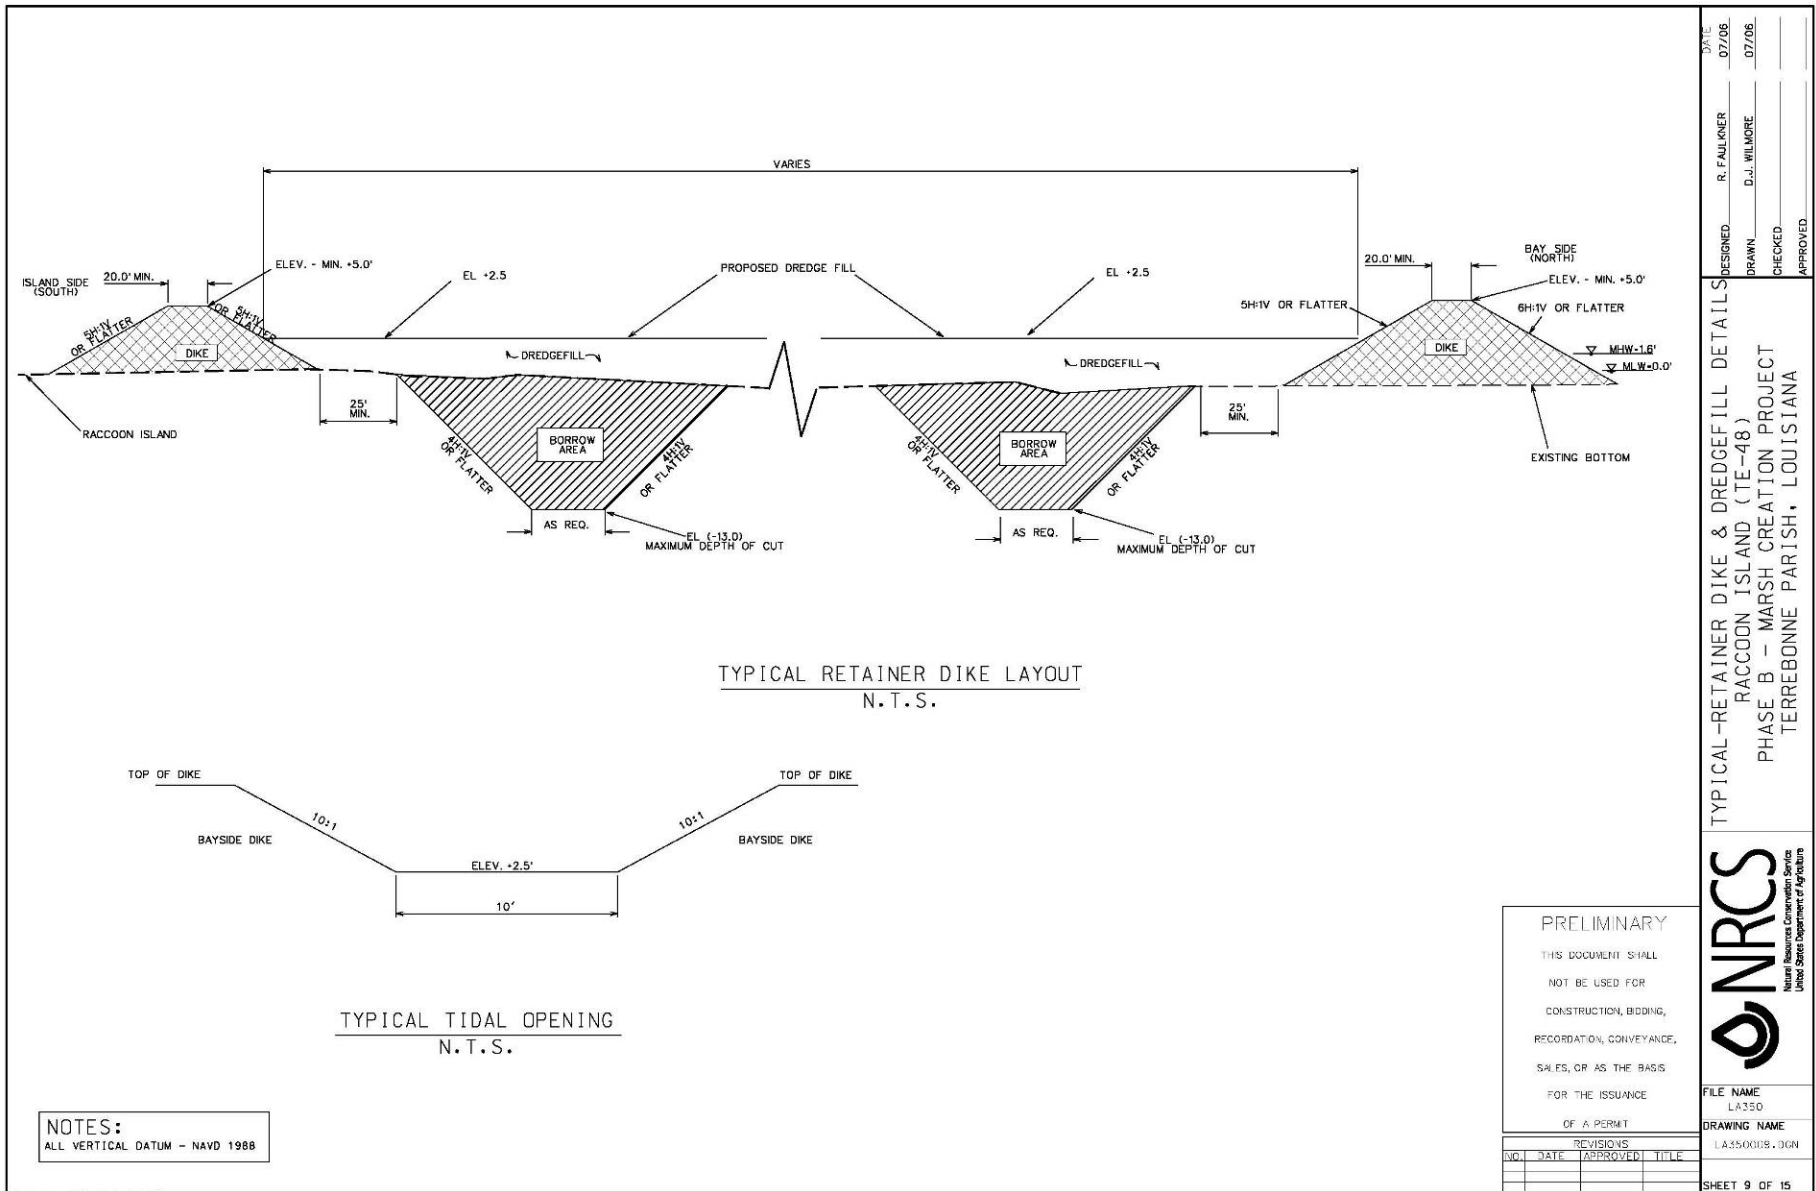 VARIES
ISLAND SIDE
(SOUTH)
20.0' MIN.
ELEV. - MIN. +5.0'
EL +2.5
PROPOSED DREDGE FILL
EL +2.5
20.0' MIN.
BAY SIDE
(NORTH)
ELEV. - MIN. +5.0'
5H:1V OR FLATTER
6H:1V OR FLATTER
5H:1V
OR FLATTER
5H:1V
OR FLATTER
DIKE
DREDGEFILL
DREDGEFILL
DIKE
MHW=1.6'
MLW=0.0'
25'
MIN.
25'
MIN.
RACCOON ISLAND
4H:1V
OR FLATTER
BORROW
AREA
4H:1V
OR FLATTER
4H:1V
OR FLATTER
BORROW
AREA
4H:1V
OR FLATTER
EXISTING BOTTOM
AS REQ.
EL (-13.0)
MAXIMUM DEPTH OF CUT
AS REQ.
EL (-13.0)
MAXIMUM DEPTH OF CUT
TYPICAL RETAINER DIKE LAYOUT
N.T.S.
TOP OF DIKE
TOP OF DIKE
10:1
10:1
BAYSIDE DIKE
BAYSIDE DIKE
ELEV. +2.5'
10'
TYPICAL TIDAL OPENING
N.T.S.
NOTES:
ALL VERTICAL DATUM - NAVD 1988
PRELIMINARY
THIS DOCUMENT SHALL
NOT BE USED FOR
CONSTRUCTION, BIDDING,
RECORDATION, CONVEYANCE,
SALES, OR AS THE BASIS
FOR THE ISSUANCE
OF A PERMIT
REVISIONS
NO. DATE APPROVED TITLE
DATE
DESIGNED R. FAULKNER 07/06
DRAWN D.J. WILMORE 07/06
CHECKED
APPROVED
TYPICAL-RETAINER DIKE & DREDGEFILL DETAILS
RACCOON ISLAND (TE-48)
PHASE B - MARSH CREATION PROJECT
TERREBONNE PARISH, LOUISIANA
NRCS
Natural Resources Conservation Service
United States Department of Agriculture
FILE NAME
LA350
DRAWING NAME
LA350009.DGN
SHEET 9 OF 15